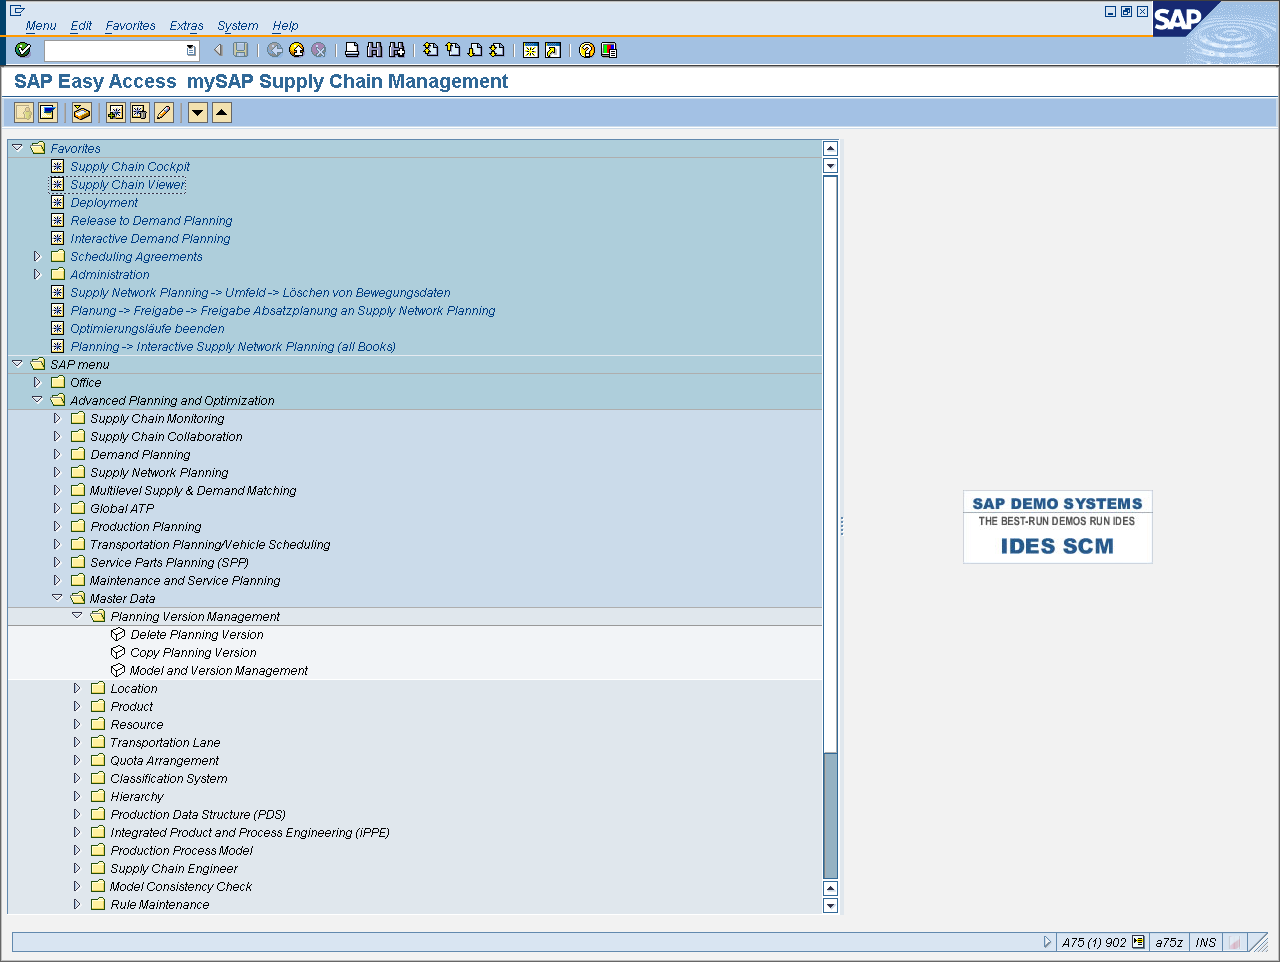 Menu Edit Favorites Extras System Help
SAP
SAP Easy Access mySAP Supply Chain Management
Favorites
Supply Chain Cockpit
Supply Chain Viewer
Deployment
Release to Demand Planning
Interactive Demand Planning
Scheduling Agreements
Administration
Supply Network Planning -> Umfeld -> Löschen von Bewegungsdaten
Planung -> Freigabe -> Freigabe Absatzplanung an Supply Network Planning
Optimierungsläufe beenden
Planning -> Interactive Supply Network Planning (all Books)
SAP menu
Office
Advanced Planning and Optimization
Supply Chain Monitoring
Supply Chain Collaboration
Demand Planning
Supply Network Planning
Multilevel Supply & Demand Matching
Global ATP
Production Planning
Transportation Planning/Vehicle Scheduling
Service Parts Planning (SPP)
Maintenance and Service Planning
Master Data
Planning Version Management
Delete Planning Version
Copy Planning Version
Model and Version Management
Location
Product
Resource
Transportation Lane
Quota Arrangement
Classification System
Hierarchy
Production Data Structure (PDS)
Integrated Product and Process Engineering (iPPE)
Production Process Model
Supply Chain Engineer
Model Consistency Check
Rule Maintenance
SAP DEMO SYSTEMS
THE BEST-RUN DEMOS RUN IDES
IDES SCM
A75 (1) 902 a75z INS